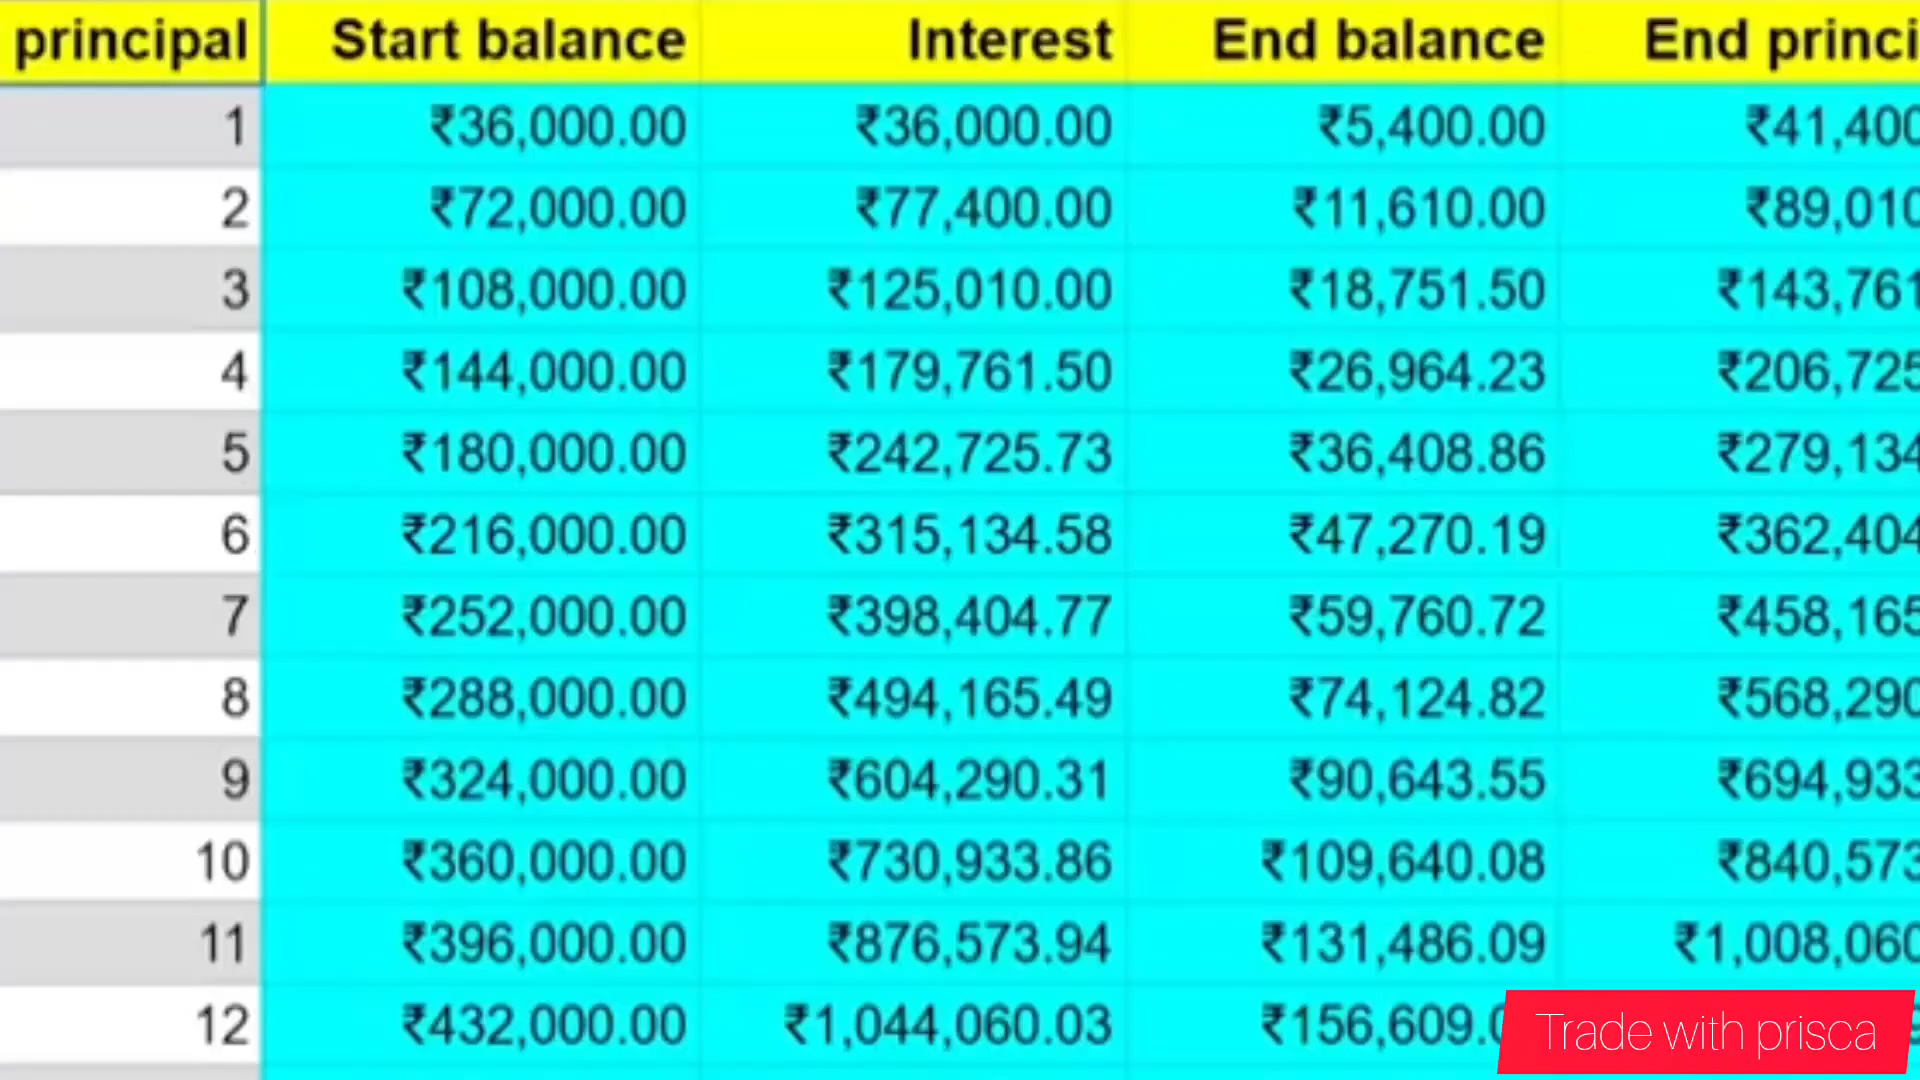 principal Start balance Interest End balance End princi
1 ₹36,000.00 ₹36,000.00 ₹5,400.00 ₹41,400
2 ₹72,000.00 ₹77,400.00 ₹11,610.00 ₹89,010
3 ₹108,000.00 ₹125,010.00 ₹18,751.50 ₹143,761
4 ₹144,000.00 ₹179,761.50 ₹26,964.23 ₹206,725
5 ₹180,000.00 ₹242,725.73 ₹36,408.86 ₹279,134
6 ₹216,000.00 ₹315,134.58 ₹47,270.19 ₹362,404
7 ₹252,000.00 ₹398,404.77 ₹59,760.72 ₹458,165
8 ₹288,000.00 ₹494,165.49 ₹74,124.82 ₹568,290
9 ₹324,000.00 ₹604,290.31 ₹90,643.55 ₹694,933
10 ₹360,000.00 ₹730,933.86 ₹109,640.08 ₹840,573
11 ₹396,000.00 ₹876,573.94 ₹131,486.09 ₹1,008,060
12 ₹432,000.00 ₹1,044,060.03 ₹156,609.0
Trade with prisca